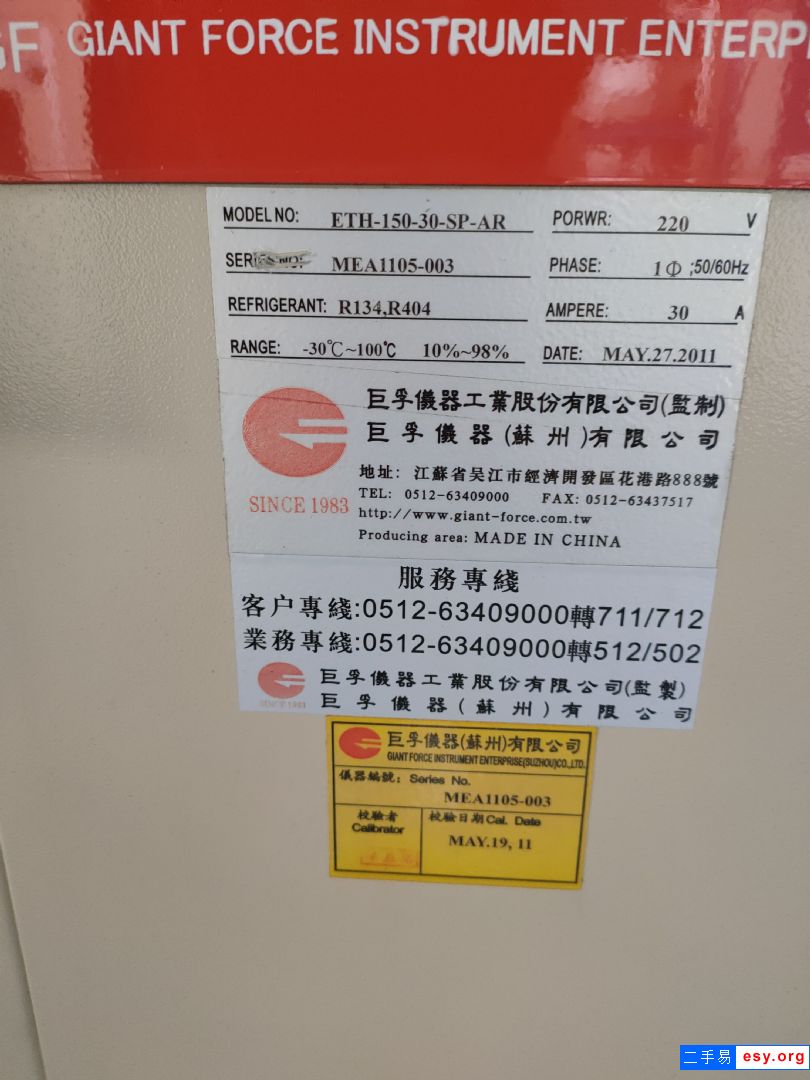 GF GIANT FORCE INSTRUMENT ENTERP
MODEL NO: ETH-150-30-SP-AR PORWR: 220 V
SERIES NO: MEA1105-003 PHASE: 1Φ ;50/60Hz
REFRIGERANT: R134,R404 AMPERE: 30 A
RANGE: -30℃~100℃ 10%~98% DATE: MAY.27.2011
巨孚儀器工業股份有限公司(監制)
巨孚儀器(蘇州)有限公司
SINCE 1983
地址: 江蘇省吴江市經濟開發區花港路888號
TEL: 0512-63409000 FAX: 0512-63437517
http://www.giant-force.com.tw
Producing area: MADE IN CHINA
服務專綫
客户專綫:0512-63409000轉711/712
業務專綫:0512-63409000轉512/502
巨孚儀器工業股份有限公司(監製)
SINCE 1983 巨孚儀器(蘇州)有限公司
巨孚儀器(蘇州)有限公司
GIANT FORCE INSTRUMENT ENTERPRISE(SUZHOU)CO.,LTD.
儀器編號: Series No.
MEA1105-003
校驗者 校驗日期Cal. Date
Calibrator
MAY.19, 11
二手易 esy.org